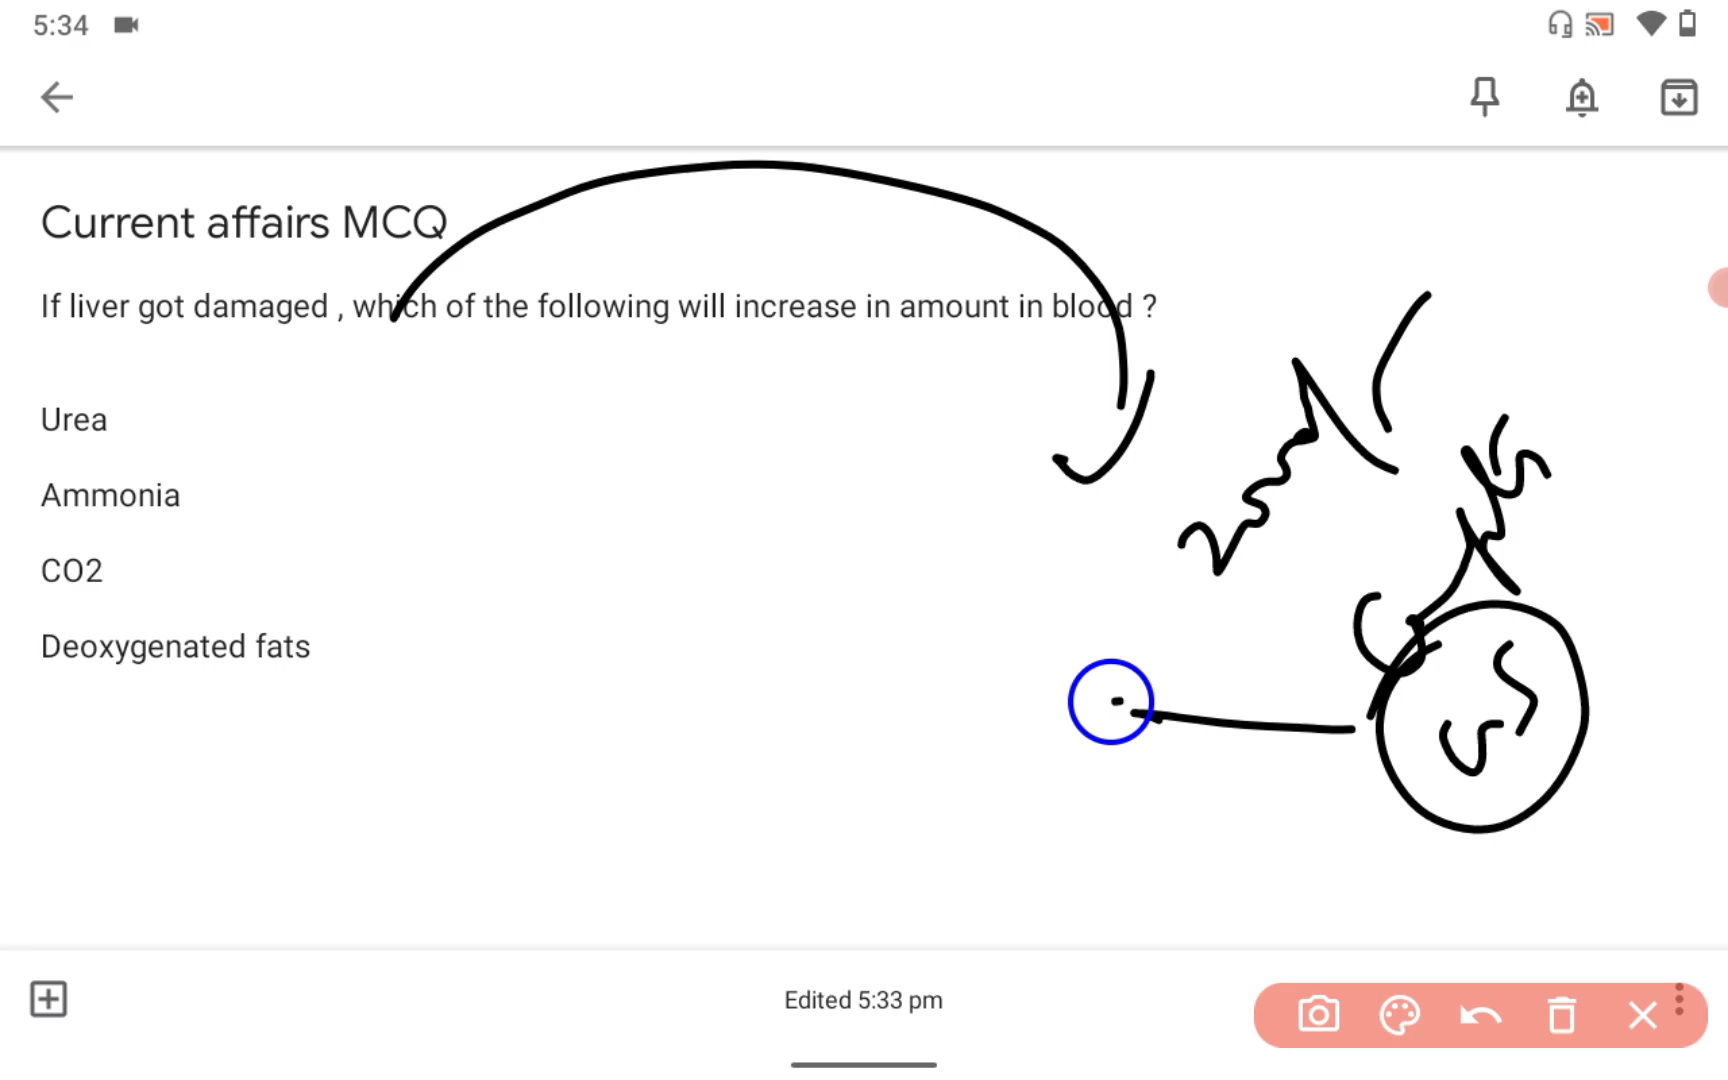 5:34
Current affairs MCQ
If liver got damaged , which of the following will increase in amount in blood ?
Urea
Ammonia
CO2
Deoxygenated fats
Edited 5:33 pm